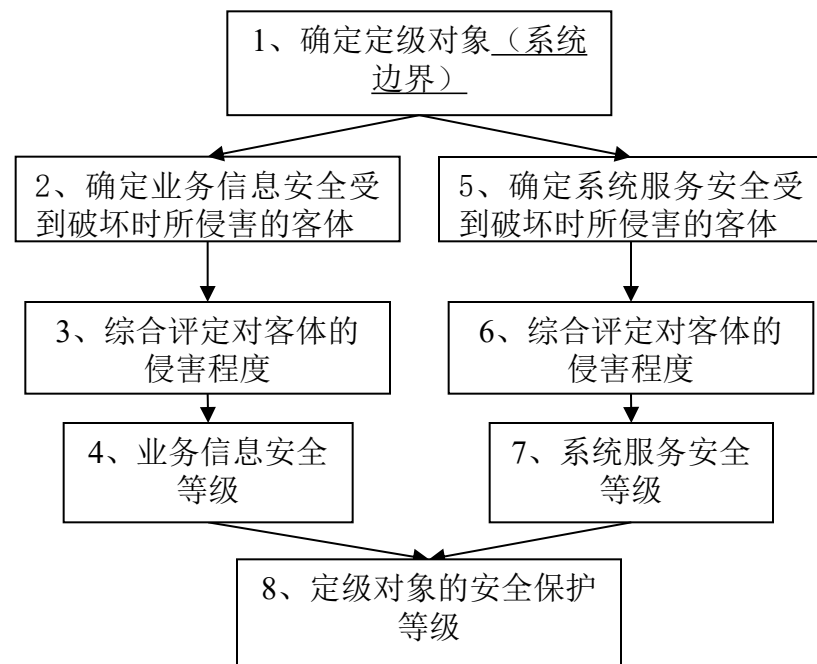 1、确定定级对象（系统
边界）
2、确定业务信息安全受
到破坏时所侵害的客体
5、确定系统服务安全受
到破坏时所侵害的客体
3、综合评定对客体的
侵害程度
6、综合评定对客体的
侵害程度
4、业务信息安全
等级
7、系统服务安全
等级
8、定级对象的安全保护
等级